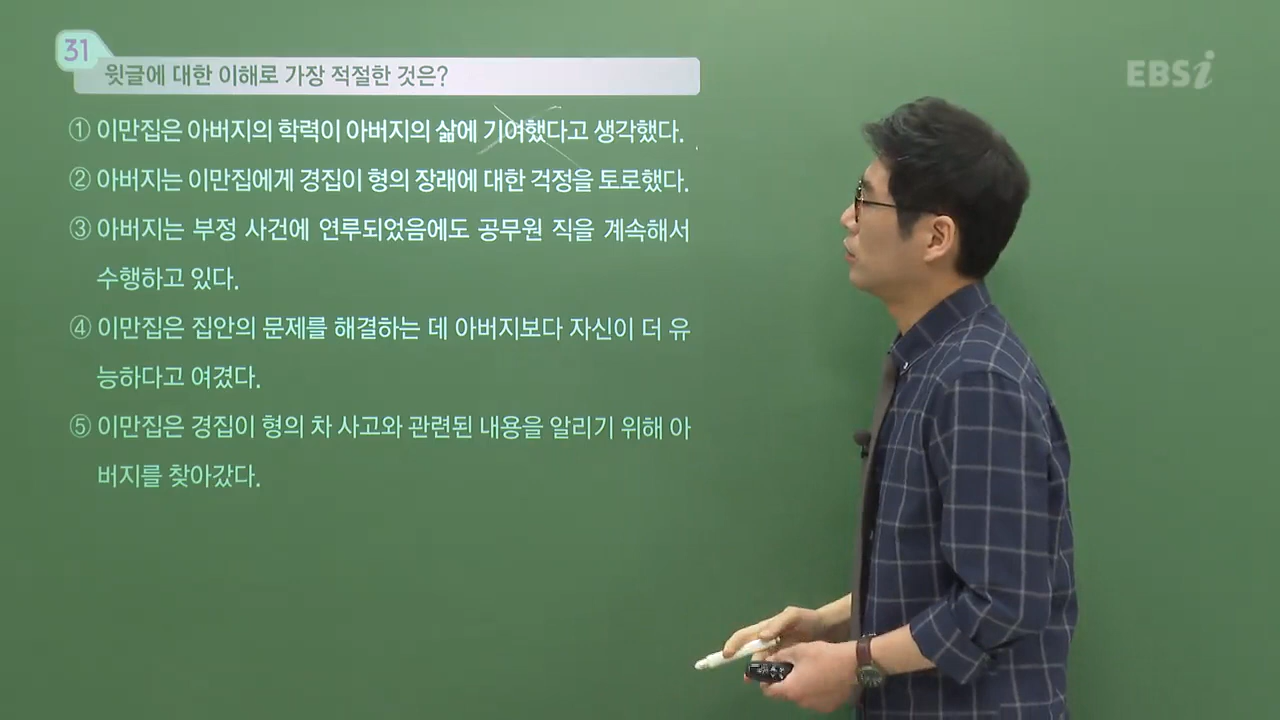 31
윗글에 대한 이해로 가장 적절한 것은?
EBSi
① 이만집은 아버지의 학력이 아버지의 삶에 기여했다고 생각했다.
② 아버지는 이만집에게 경집이 형의 장래에 대한 걱정을 토로했다.
③ 아버지는 부정 사건에 연루되었음에도 공무원 직을 계속해서
수행하고 있다.
④ 이만집은 집안의 문제를 해결하는 데 아버지보다 자신이 더 유
능하다고 여겼다.
⑤ 이만집은 경집이 형의 차 사고와 관련된 내용을 알리기 위해 아
버지를 찾아갔다.